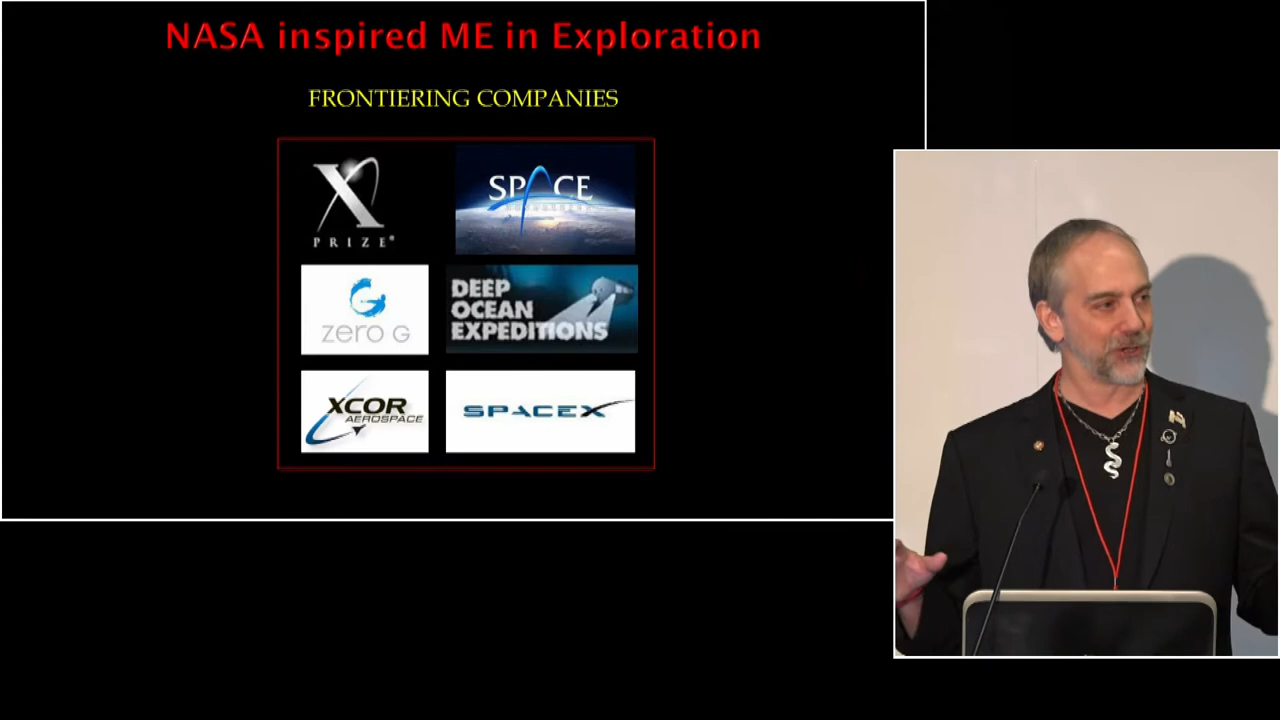 NASA inspired ME in Exploration
FRONTIERING COMPANIES
X
PRIZE®
SPACE
zero G
DEEP
OCEAN
EXPEDITIONS
XCOR
AEROSPACE
SPACEX